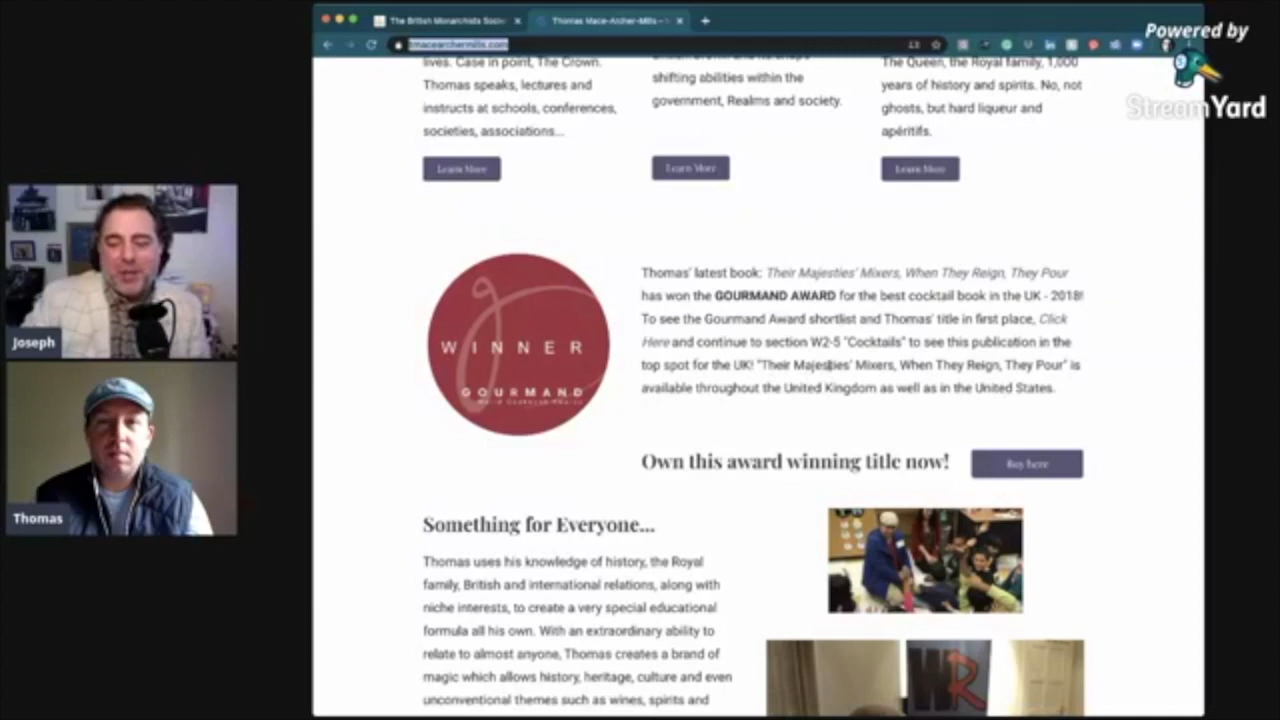 The British Monarchists Socie
Thomas Mace-Archer-Mills –
tmacearchermills.com
Powered by
StreamYard
lives. Case in point, The Crown.
Thomas speaks, lectures and
instructs at schools, conferences,
societies, associations...
Learn More
shifting abilities within the
government, Realms and society.
Learn More
The Queen, the Royal family, 1,000
years of history and spirits. No, not
ghosts, but hard liqueur and
apéritifs.
Learn More
Joseph
Thomas
WINNER
GOURMAND
Thomas' latest book: Their Majesties' Mixers, When They Reign, They Pour
has won the GOURMAND AWARD for the best cocktail book in the UK - 2018!
To see the Gourmand Award shortlist and Thomas' title in first place, Click
Here and continue to section W2-5 "Cocktails" to see this publication in the
top spot for the UK! "Their Majesties' Mixers, When They Reign, They Pour" is
available throughout the United Kingdom as well as in the United States.
Own this award winning title now!
Buy here
Something for Everyone...
Thomas uses his knowledge of history, the Royal
family, British and international relations, along with
niche interests, to create a very special educational
formula all his own. With an extraordinary ability to
relate to almost anyone, Thomas creates a brand of
magic which allows history, heritage, culture and even
unconventional themes such as wines, spirits and
WR